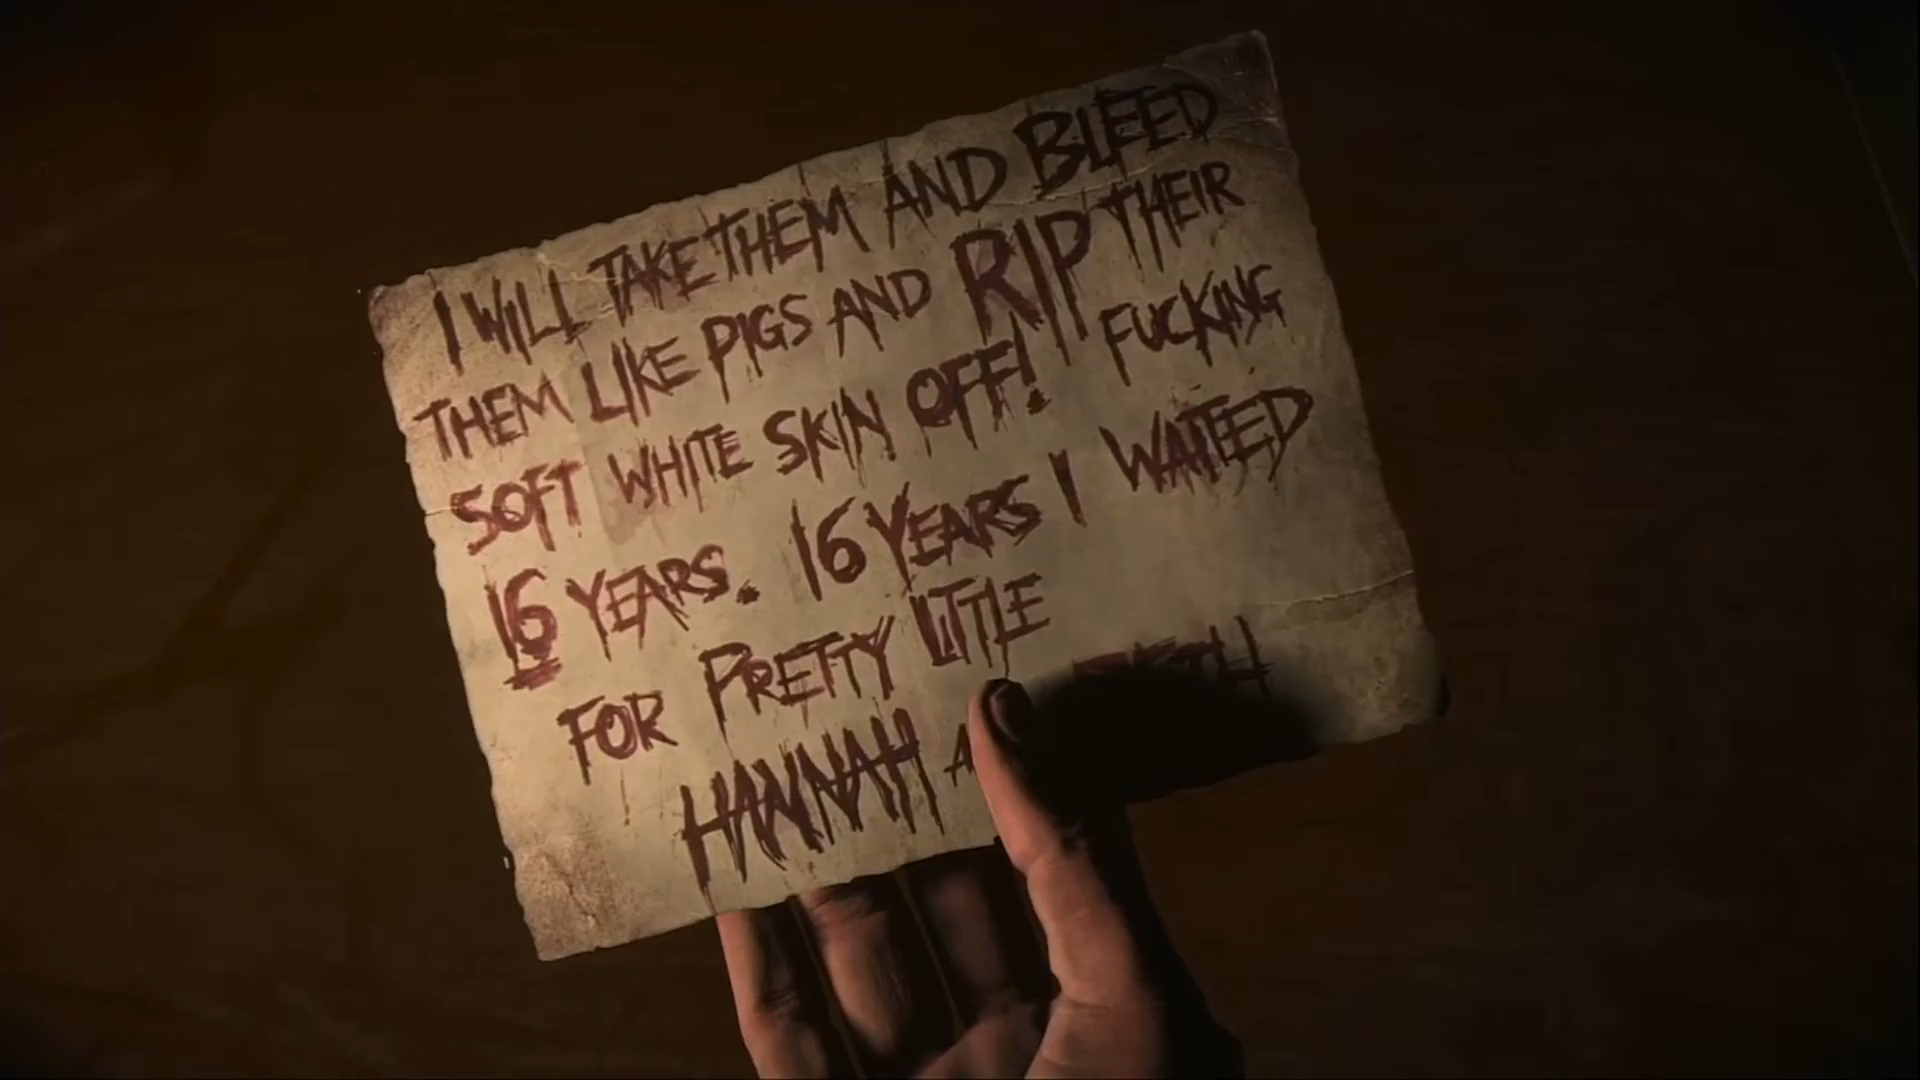 I WILL TAKE THEM AND BLEED
THEM LIKE PIGS AND RIP THEIR
SOFT WHITE SKIN OFF! FUCKING
16 YEARS. 16 YEARS I WAITED
FOR PRETTY LITTLE
HANNAH